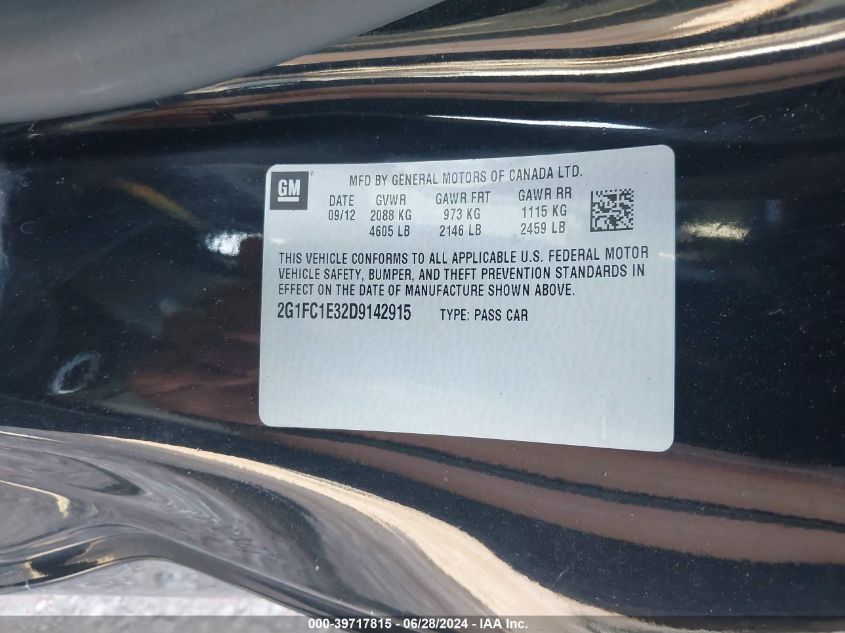 GM
MFD BY GENERAL MOTORS OF CANADA LTD.
DATE GVWR GAWR FRT GAWR RR
09/12 2088 KG 973 KG 1115 KG
4605 LB 2146 LB 2459 LB
THIS VEHICLE CONFORMS TO ALL APPLICABLE U.S. FEDERAL MOTOR
VEHICLE SAFETY, BUMPER, AND THEFT PREVENTION STANDARDS IN
EFFECT ON THE DATE OF MANUFACTURE SHOWN ABOVE.
2G1FC1E32D9142915 TYPE: PASS CAR
000-39717815 - 06/28/2024 - IAA Inc.